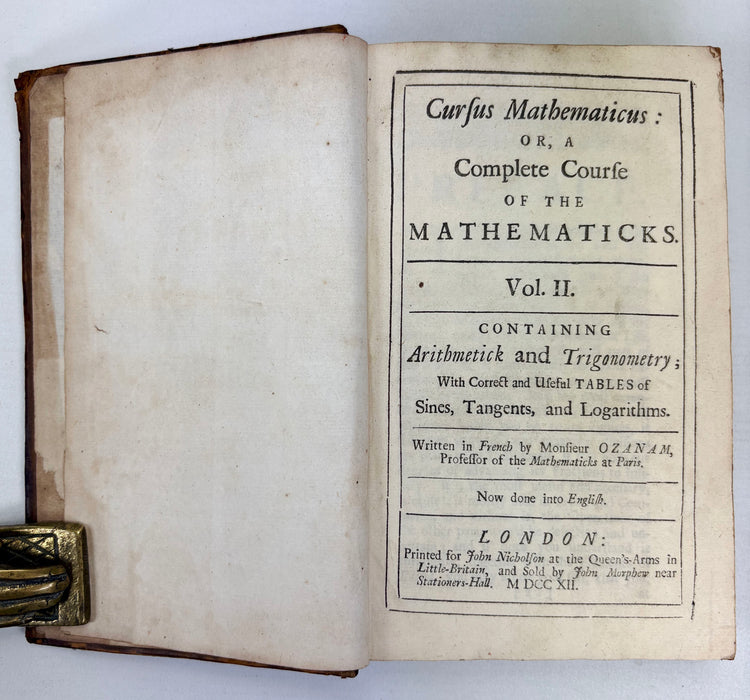 Curſus Mathematicus:
OR, A
Complete Courſe
OF THE
MATHEMATICKS.
Vol. II.
CONTAINING
Arithmetick and Trigonometry;
With Correct and Uſeful TABLES of
Sines, Tangents, and Logarithms.
Written in French by Monſieur OZANAM,
Profeſſor of the Mathematicks at Paris.
Now done into Engliſh.
LONDON:
Printed for John Nicholſon at the Queen's-Arms in
Little-Britain, and Sold by John Morphew near
Stationers-Hall. M DCC XII.